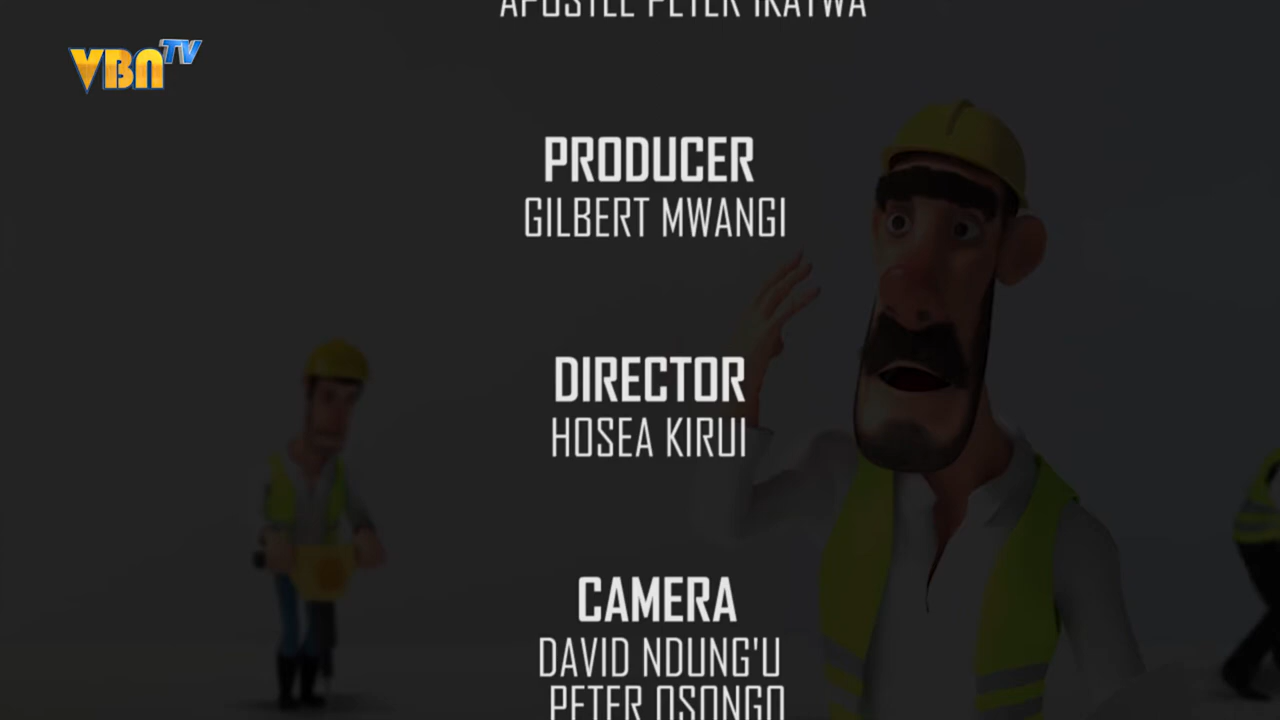 APOSTLE PETER IKATWA
VBN TV
PRODUCER
GILBERT MWANGI
DIRECTOR
HOSEA KIRUI
CAMERA
DAVID NDUNG'U
PETER OSONGO